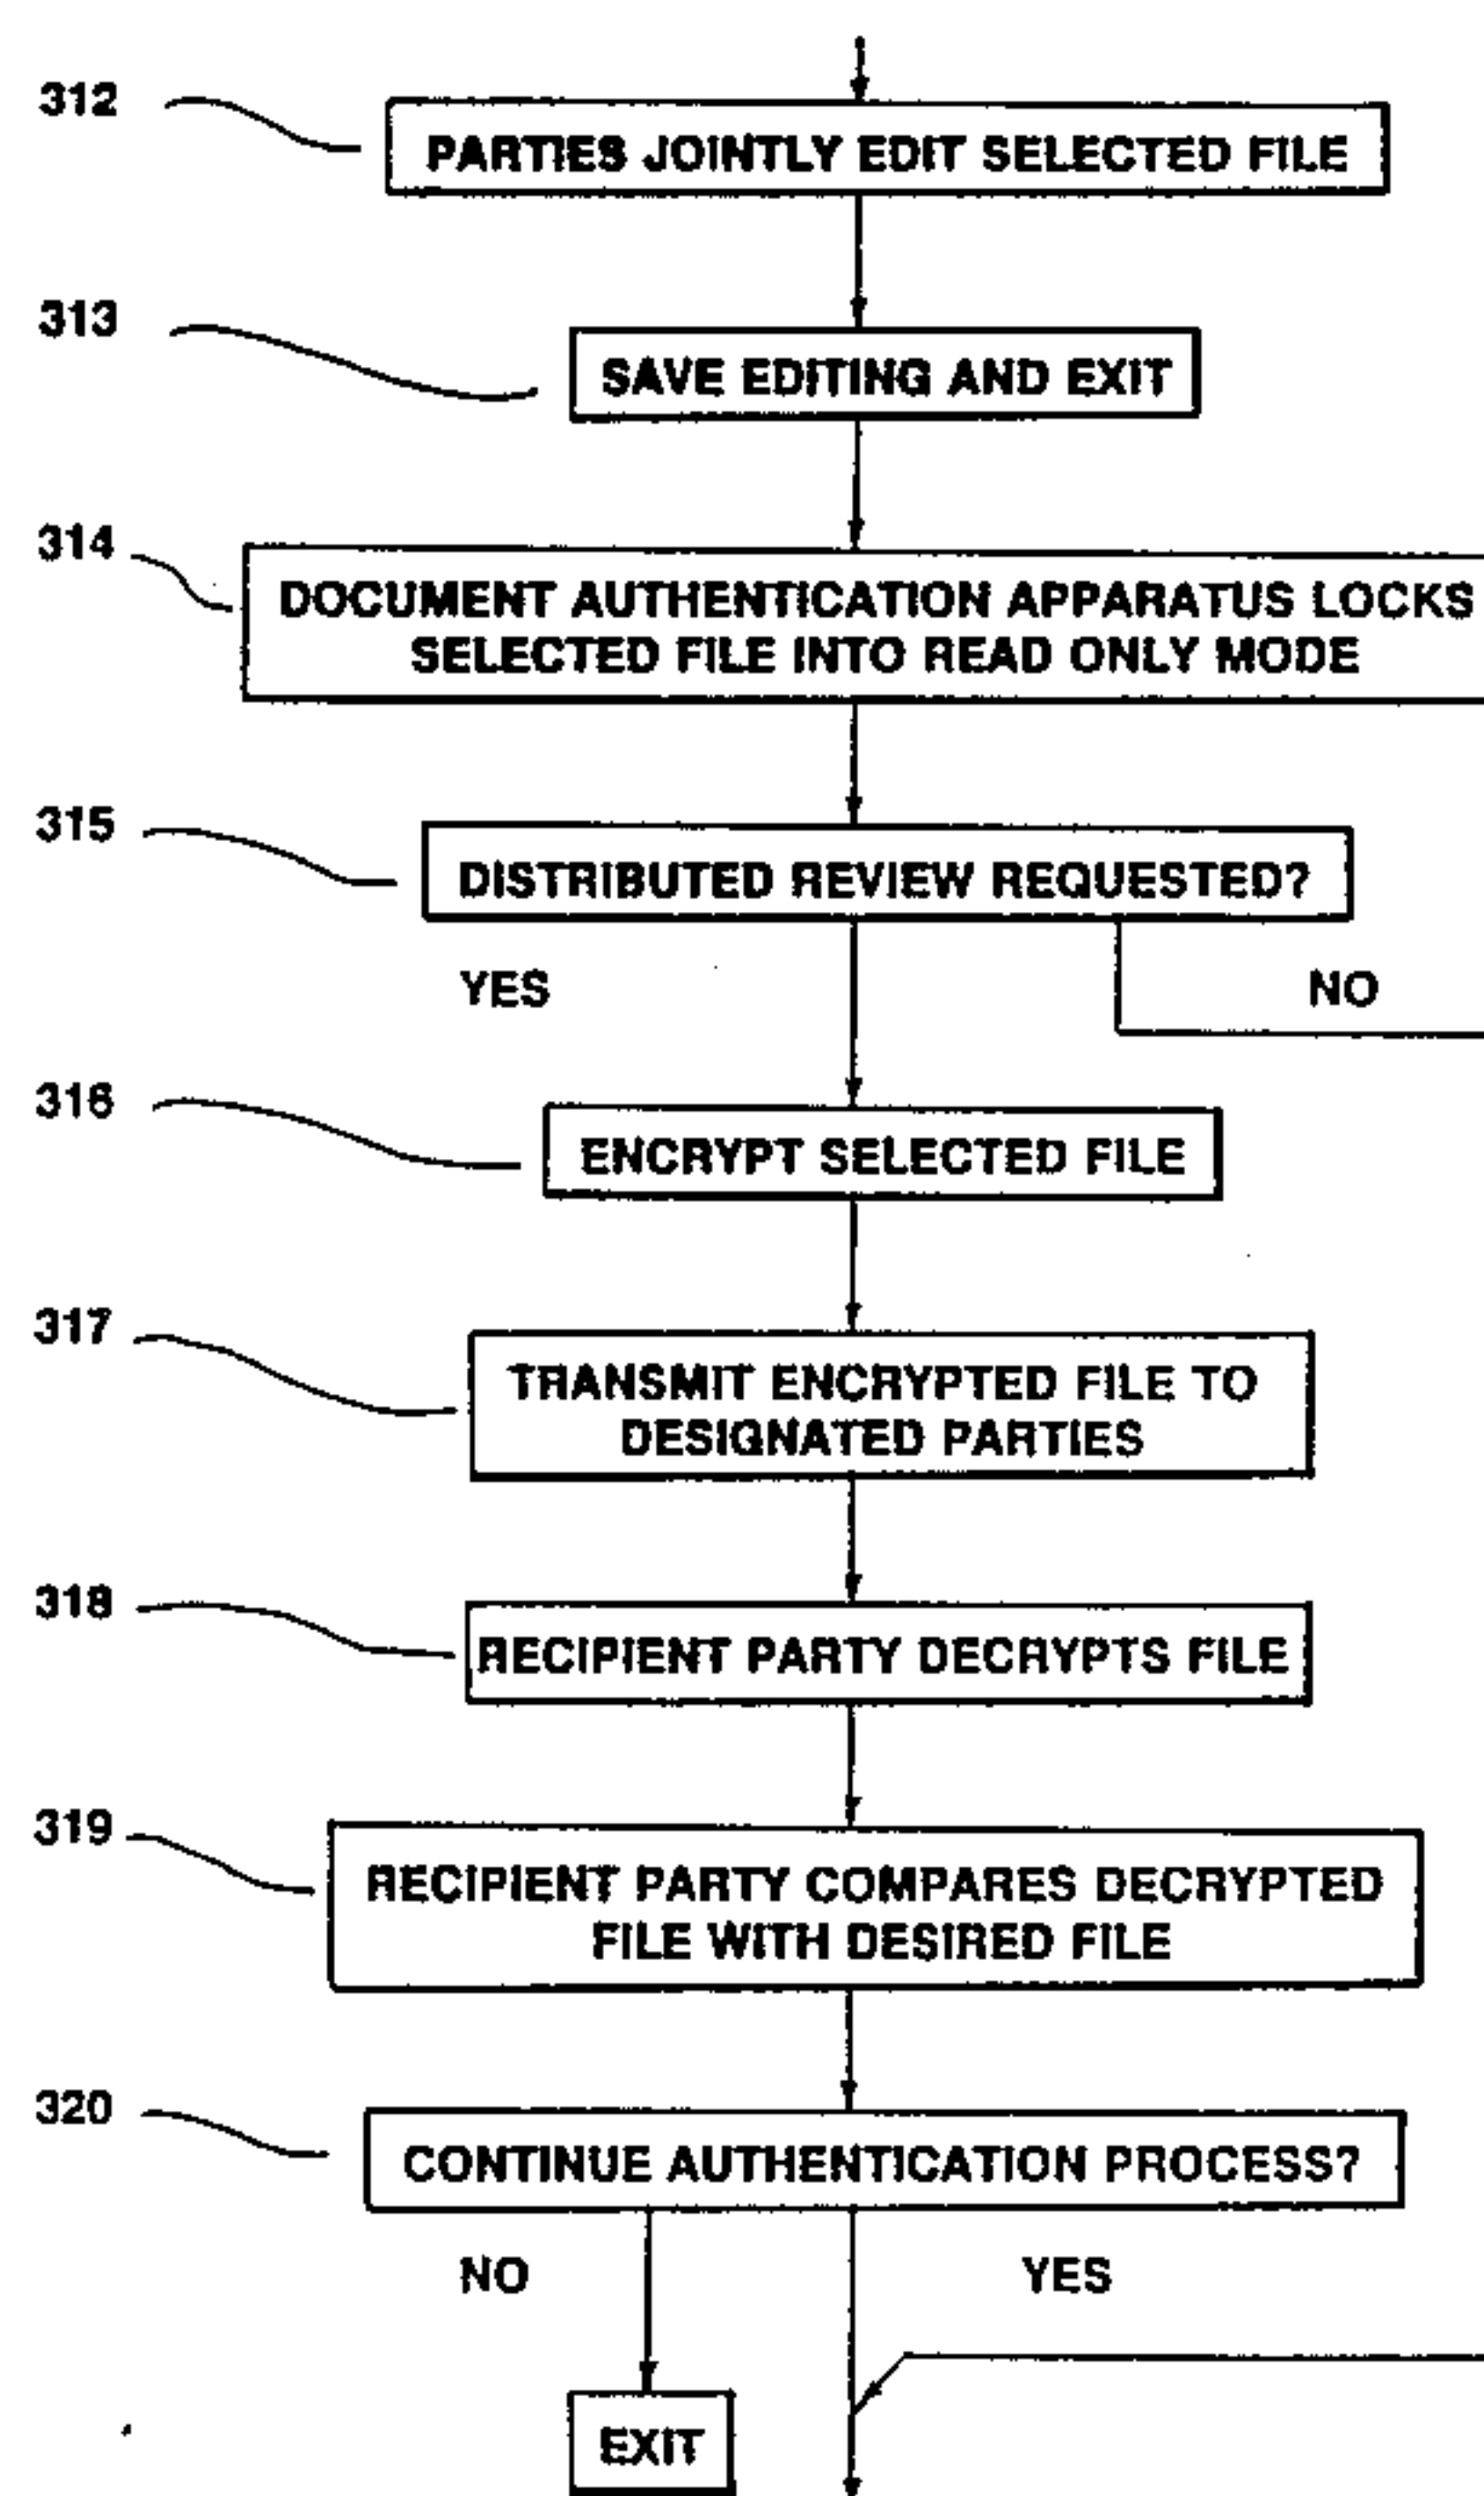 312
PARTIES JOINTLY EDIT SELECTED FILE
313
SAVE EDITING AND EXIT
314
DOCUMENT AUTHENTICATION APPARATUS LOCKS
SELECTED FILE INTO READ ONLY MODE
315
DISTRIBUTED REVIEW REQUESTED?
YES
NO
316
ENCRYPT SELECTED FILE
317
TRANSMIT ENCRYPTED FILE TO
DESIGNATED PARTIES
318
RECIPIENT PARTY DECRYPTS FILE
319
RECIPIENT PARTY COMPARES DECRYPTED
FILE WITH DESIRED FILE
320
CONTINUE AUTHENTICATION PROCESS?
NO
YES
EXIT